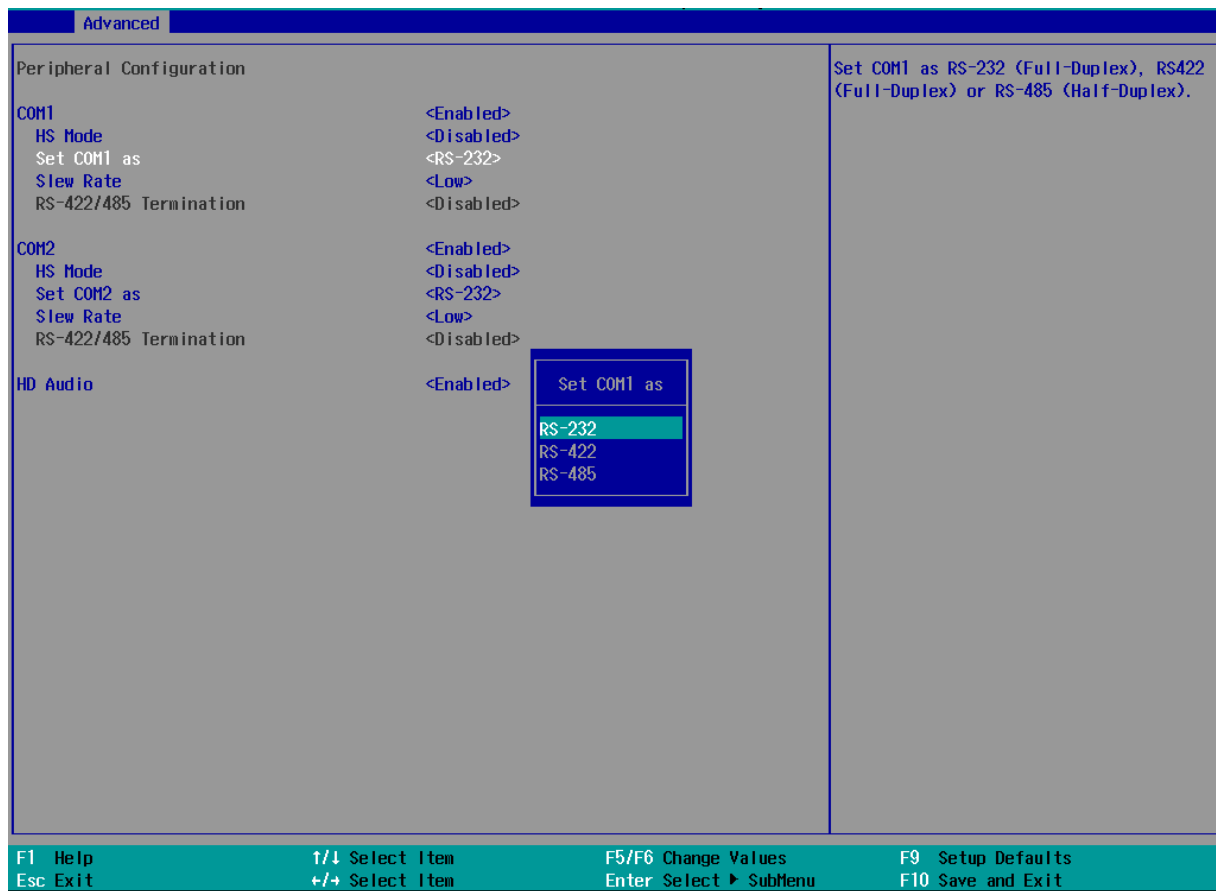 Advanced
Peripheral Configuration
COM1 <Enabled>
HS Mode <Disabled>
Set COM1 as <RS-232>
Slew Rate <Low>
RS-422/485 Termination <Disabled>
COM2 <Enabled>
HS Mode <Disabled>
Set COM2 as <RS-232>
Slew Rate <Low>
RS-422/485 Termination <Disabled>
HD Audio <Enabled>
Set COM1 as
RS-232
RS-422
RS-485
Set COM1 as RS-232 (Full-Duplex), RS422
(Full-Duplex) or RS-485 (Half-Duplex).
F1 Help ↑/↓ Select Item F5/F6 Change Values F9 Setup Defaults
Esc Exit ←/→ Select Item Enter Select ▶ SubMenu F10 Save and Exit